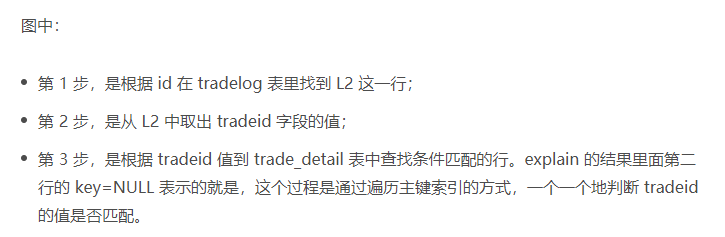 图中：
第 1 步，是根据 id 在 tradelog 表里找到 L2 这一行；
第 2 步，是从 L2 中取出 tradeid 字段的值；
第 3 步，是根据 tradeid 值到 trade_detail 表中查找条件匹配的行。explain 的结果里面第二
行的 key=NULL 表示的就是，这个过程是通过遍历主键索引的方式，一个一个地判断 tradeid
的值是否匹配。